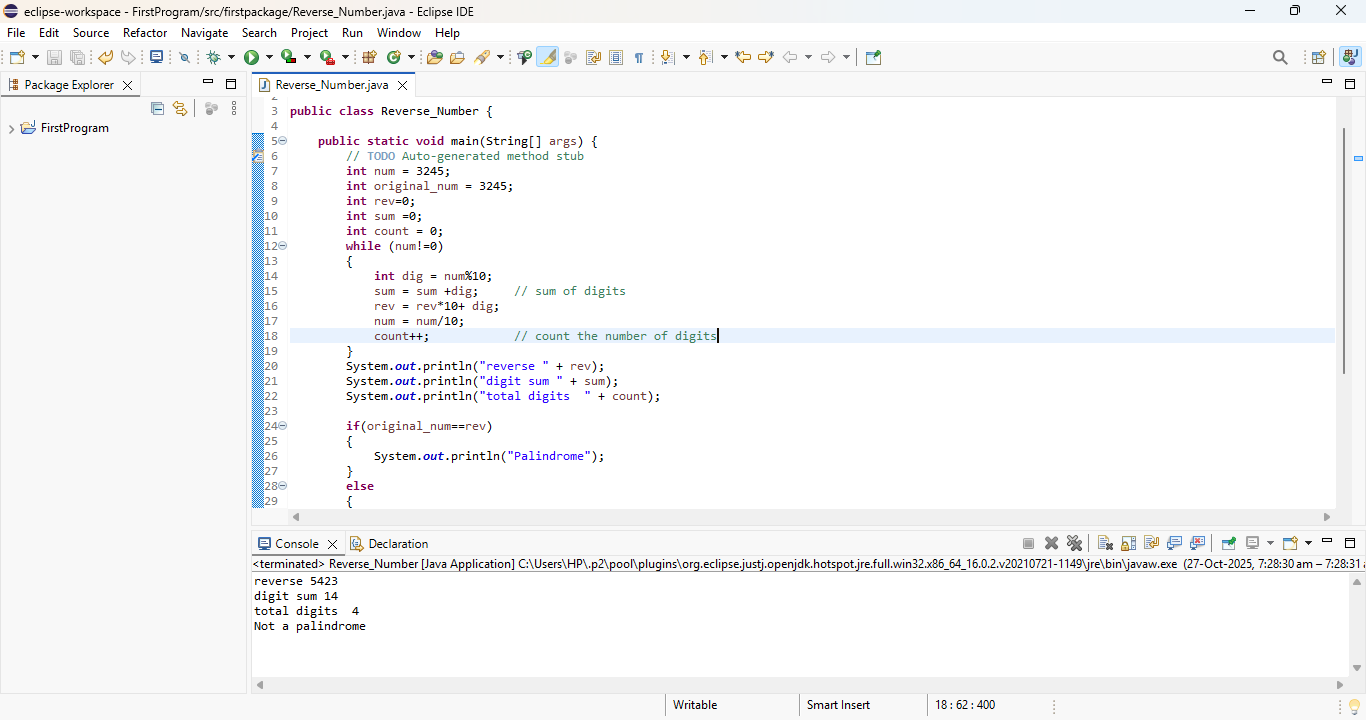 eclipse-workspace - FirstProgram/src/firstpackage/Reverse_Number.java - Eclipse IDE
File Edit Source Refactor Navigate Search Project Run Window Help
Package Explorer
Reverse_Number.java
FirstProgram
2
3 public class Reverse_Number {
4
5 public static void main(String[] args) {
6 // TODO Auto-generated method stub
7 int num = 3245;
8 int original_num = 3245;
9 int rev=0;
10 int sum =0;
11 int count = 0;
12 while (num!=0)
13 {
14 int dig = num%10;
15 sum = sum +dig; // sum of digits
16 rev = rev*10+ dig;
17 num = num/10;
18 count++; // count the number of digits
19 }
20 System.out.println("reverse " + rev);
21 System.out.println("digit sum " + sum);
22 System.out.println("total digits  " + count);
23
24 if(original_num==rev)
25 {
26 System.out.println("Palindrome");
27 }
28 else
29 {
Console Declaration
<terminated> Reverse_Number [Java Application] C:\Users\HP\.p2\pool\plugins\org.eclipse.justj.openjdk.hotspot.jre.full.win32.x86_64_16.0.2.v20210721-1149\jre\bin\javaw.exe (27-Oct-2025, 7:28:30 am – 7:28:31
reverse 5423
digit sum 14
total digits  4
Not a palindrome
Writable Smart Insert 18 : 62 : 400